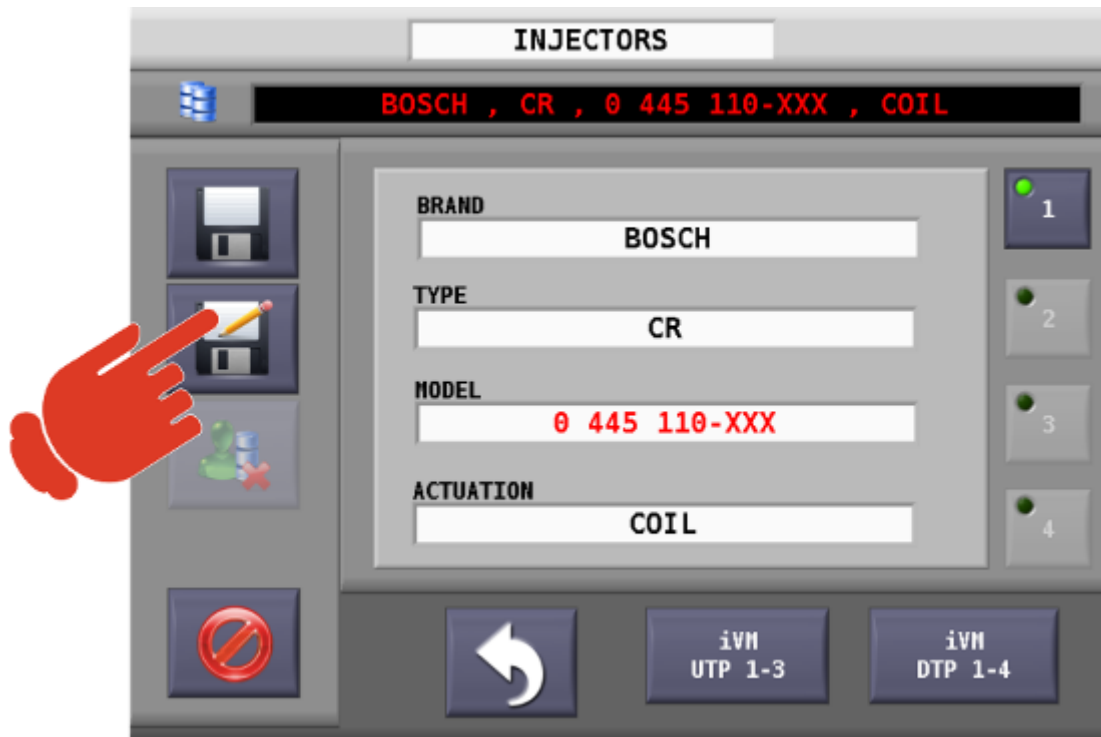 INJECTORS
BOSCH , CR , 0 445 110-XXX , COIL
BRAND
BOSCH
1
TYPE
CR
2
MODEL
0 445 110-XXX
3
ACTUATION
COIL
4
iVM
UTP 1-3
iVM
DTP 1-4